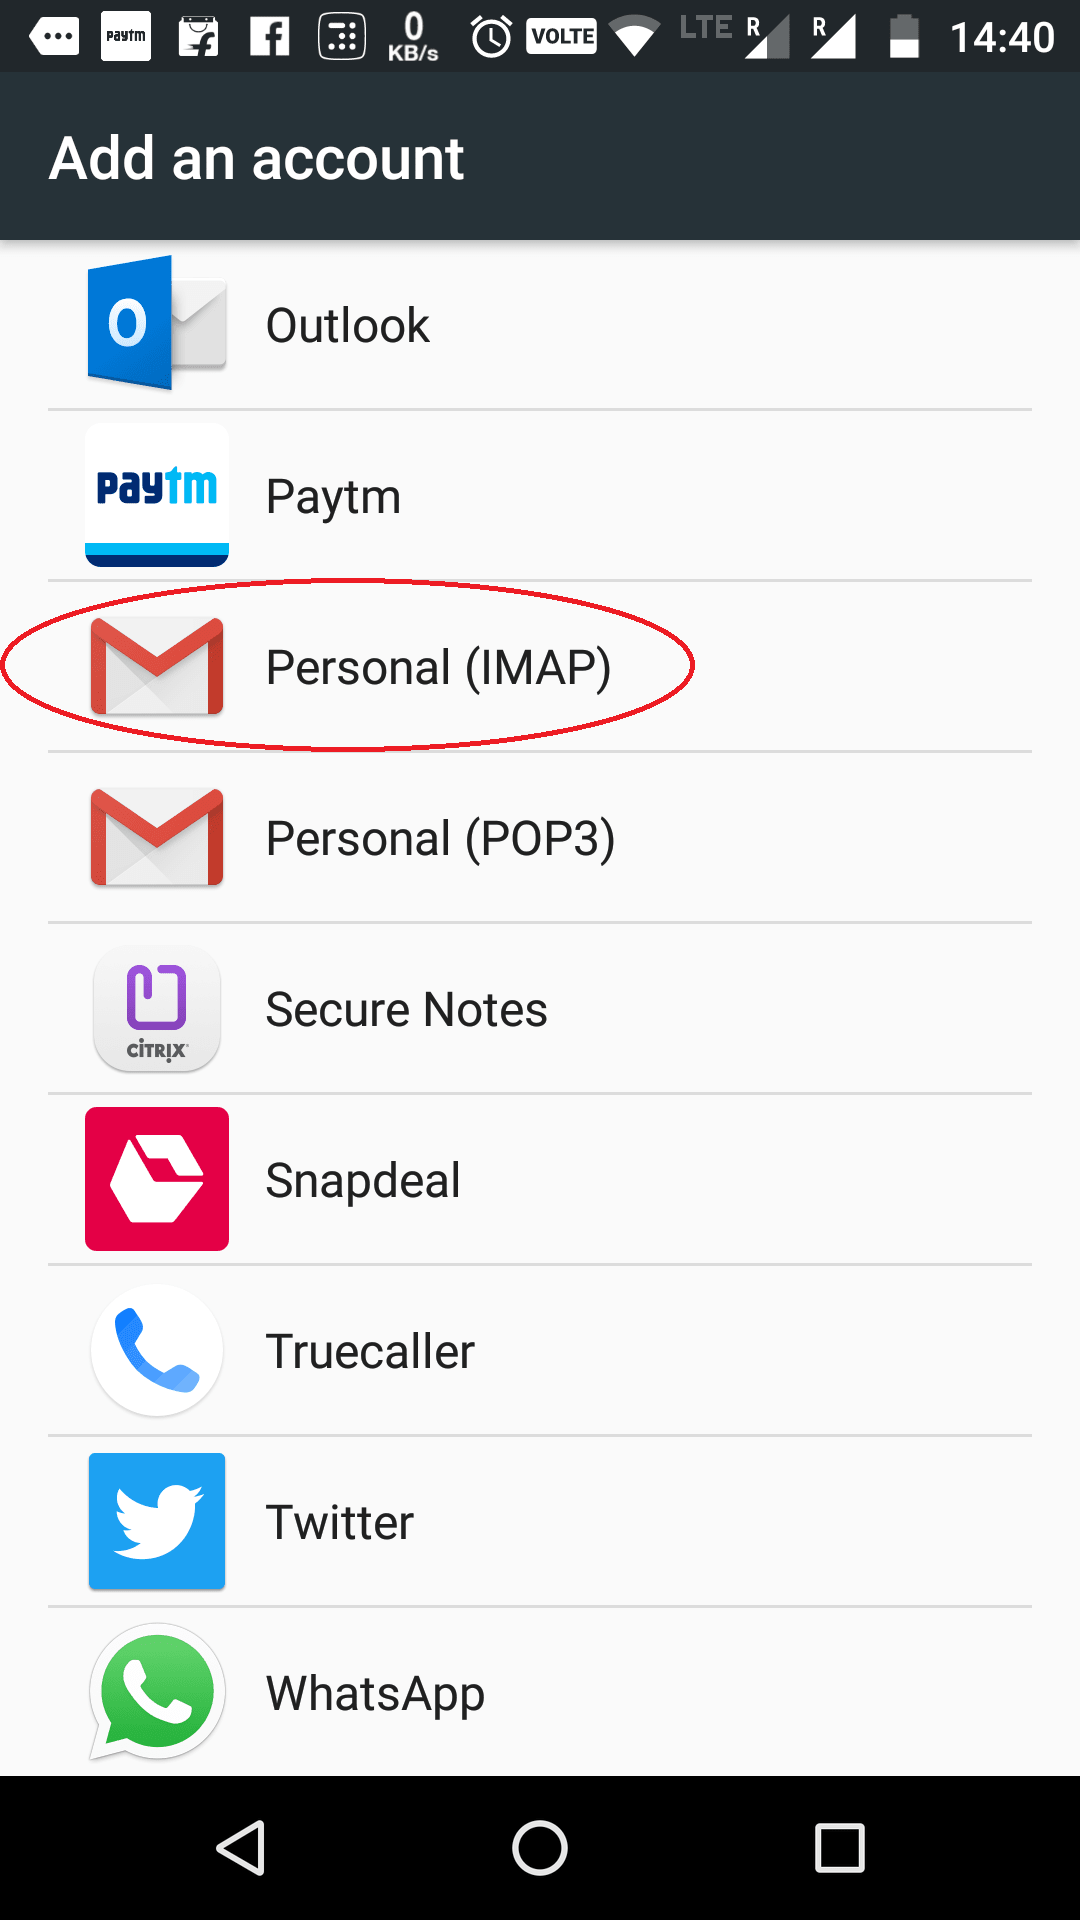 paytm
0
KB/s
VOLTE
LTE
R
R
14:40
Add an account
Outlook
paytm
Paytm
Personal (IMAP)
Personal (POP3)
CITRIX
Secure Notes
Snapdeal
Truecaller
Twitter
WhatsApp